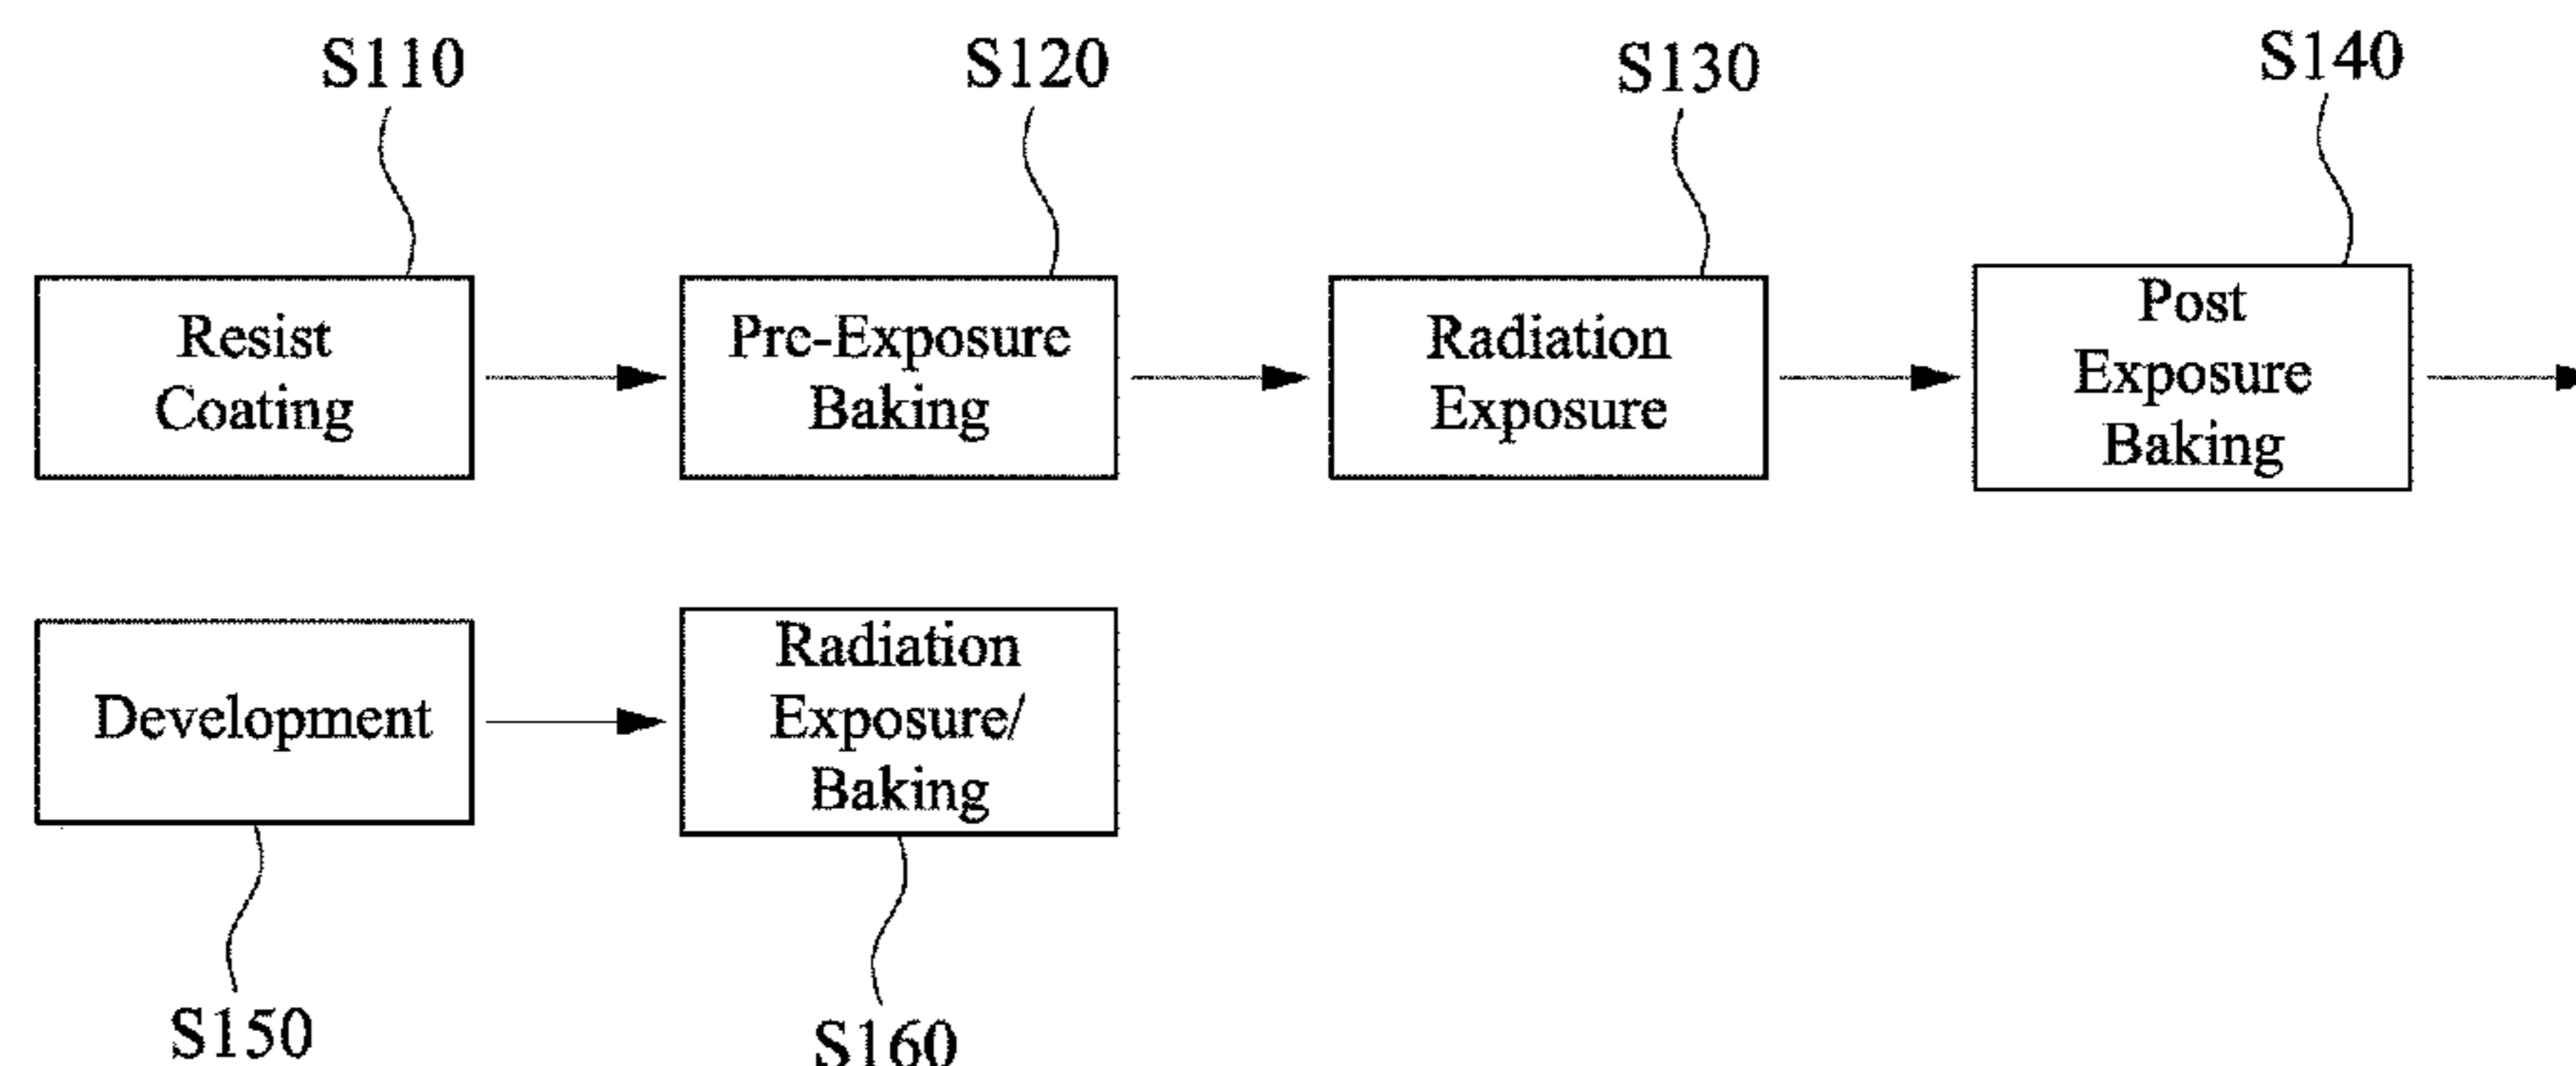 S110
S120
S130
S140
Resist
Coating
Pre-Exposure
Baking
Radiation
Exposure
Post
Exposure
Baking
Development
Radiation
Exposure/
Baking
S150
S160